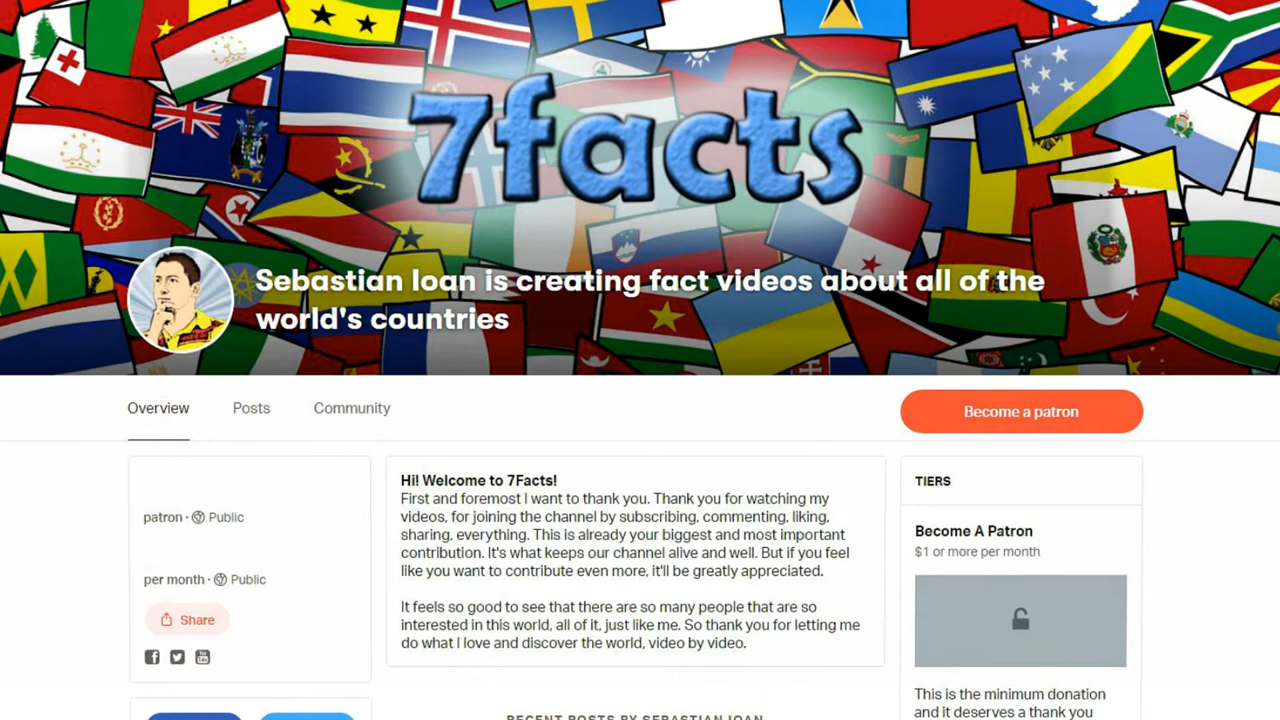 7facts
Sebastian Ioan is creating fact videos about all of the
world's countries
Overview
Posts
Community
Become a patron
patron · Public
per month · Public
Share
Hi! Welcome to 7Facts!
First and foremost I want to thank you. Thank you for watching my
videos, for joining the channel by subscribing, commenting, liking,
sharing, everything. This is already your biggest and most important
contribution. It's what keeps our channel alive and well. But if you feel
like you want to contribute even more, it'll be greatly appreciated.
It feels so good to see that there are so many people that are so
interested in this world, all of it, just like me. So thank you for letting me
do what I love and discover the world, video by video.
RECENT POSTS BY SEBASTIAN IOAN
TIERS
Become A Patron
$1 or more per month
This is the minimum donation
and it deserves a thank you